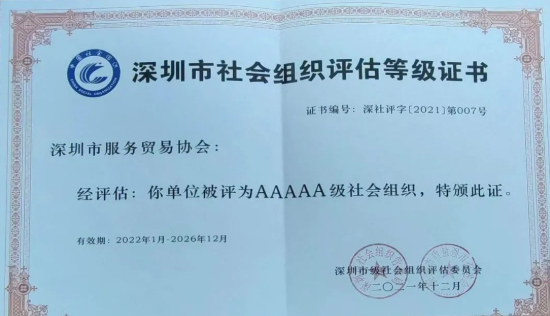 深圳市社会组织评估等级证书
证书编号：深社评字[2021]第007号
深圳市服务贸易协会：
经评估：你单位被评为AAAAA级社会组织，特颁此证。
有效期：2022年1月-2026年12月
深圳市级社会组织评估委员会
二〇二一年十二月